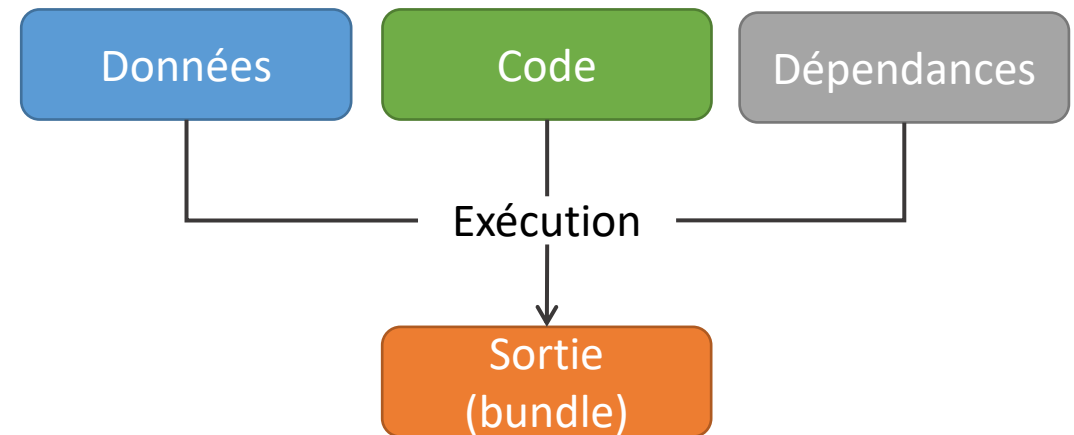 Données
Code
Dépendances
Exécution
Sortie
(bundle)